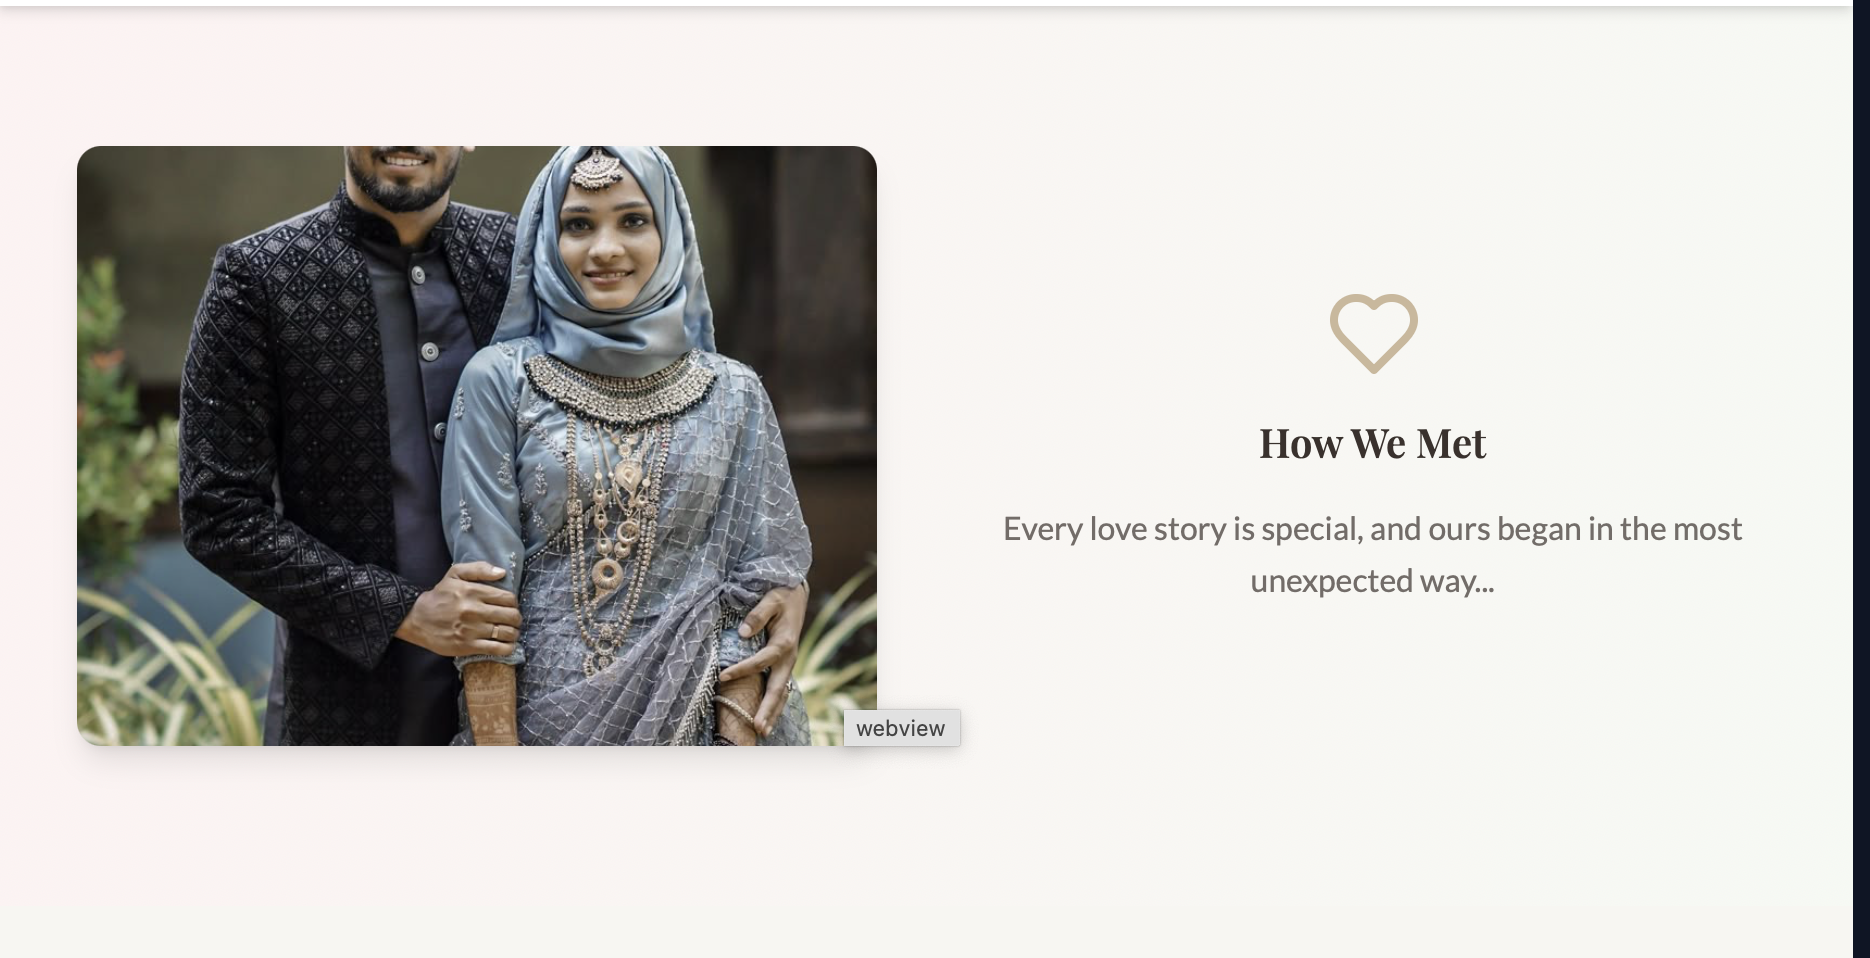 How We Met
Every love story is special, and ours began in the most
unexpected way...
webview